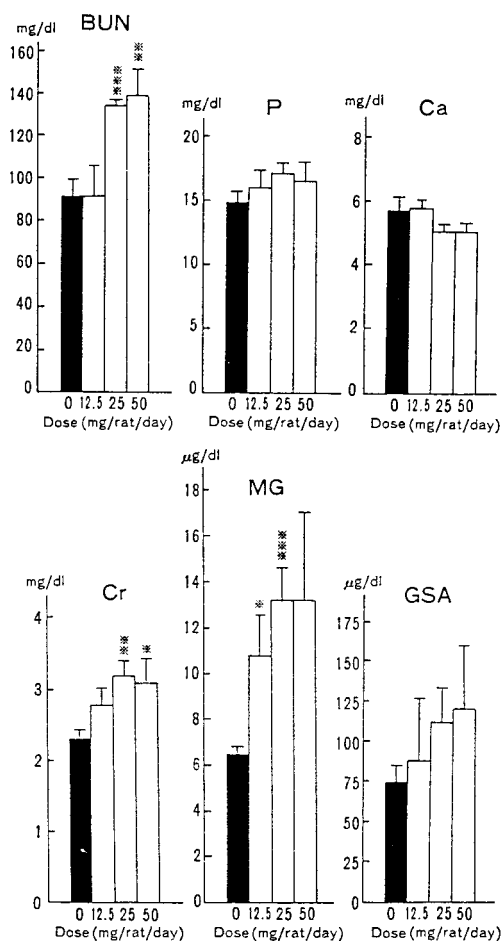 BUN
mg/dl
160
140
120
100
80
60
40
20
0
※※※ ※※
0 12.5 25 50
Dose (mg/rat/day)
P
mg/dl
20
15
10
5
0
0 12.5 25 50
Dose (mg/rat/day)
Ca
mg/dl
8
6
4
2
0
0 12.5 25 50
Dose (mg/rat/day)
Cr
mg/dl
4
3
2
1
0
※※ ※
0 12.5 25 50
Dose (mg/rat/day)
MG
μg/dl
18
16
14
12
10
8
6
4
2
0
※ ※※※
0 12.5 25 50
Dose (mg/rat/day)
GSA
μg/dl
175
150
125
100
75
50
25
0
0 12.5 25 50
Dose (mg/rat/day)